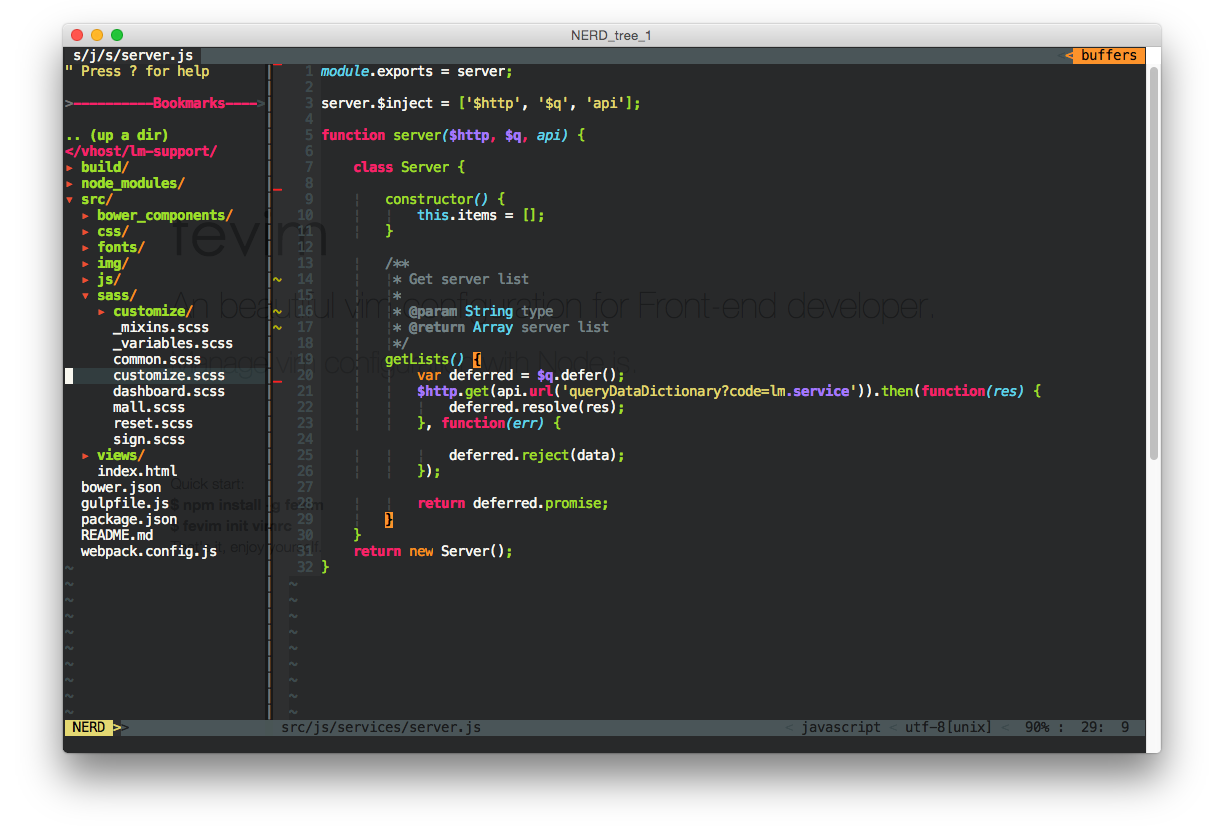 NERD_tree_1
s/j/s/server.js
< buffers
" Press ? for help
>----------Bookmarks---->
.. (up a dir)
</vhost/lm-support/
▸ build/
▸ node_modules/
▾ src/
▸ bower_components/
▸ css/
▸ fonts/
▸ img/
▸ js/
▾ sass/
▸ customize/
_mixins.scss
_variables.scss
common.scss
customize.scss
dashboard.scss
mall.scss
reset.scss
sign.scss
▸ views/
index.html
bower.json
gulpfile.js
package.json
README.md
webpack.config.js
1 module.exports = server;
2
3 server.$inject = ['$http', '$q', 'api'];
4
5 function server($http, $q, api) {
6
7 class Server {
8
9 constructor() {
10 this.items = [];
11 }
12
13 /**
~ 14 * Get server list
15 *
~ 16 * @param String type
~ 17 * @return Array server list
18 */
19 getLists() {
20 var deferred = $q.defer();
21 $http.get(api.url('queryDataDictionary?code=lm.service')).then(function(res) {
22 deferred.resolve(res);
23 }, function(err) {
24
25 deferred.reject(data);
26 });
27
28 return deferred.promise;
29 }
30 }
31 return new Server();
32 }
fevim
An beautiful vim configuration for Front-end developer.
with Node.js.
Quick start:
$ npm install -g fevim
$ fevim init vimrc
enjoy yourself.
NERD >> src/js/services/server.js < javascript < utf-8[unix] < 90% : 29: 9